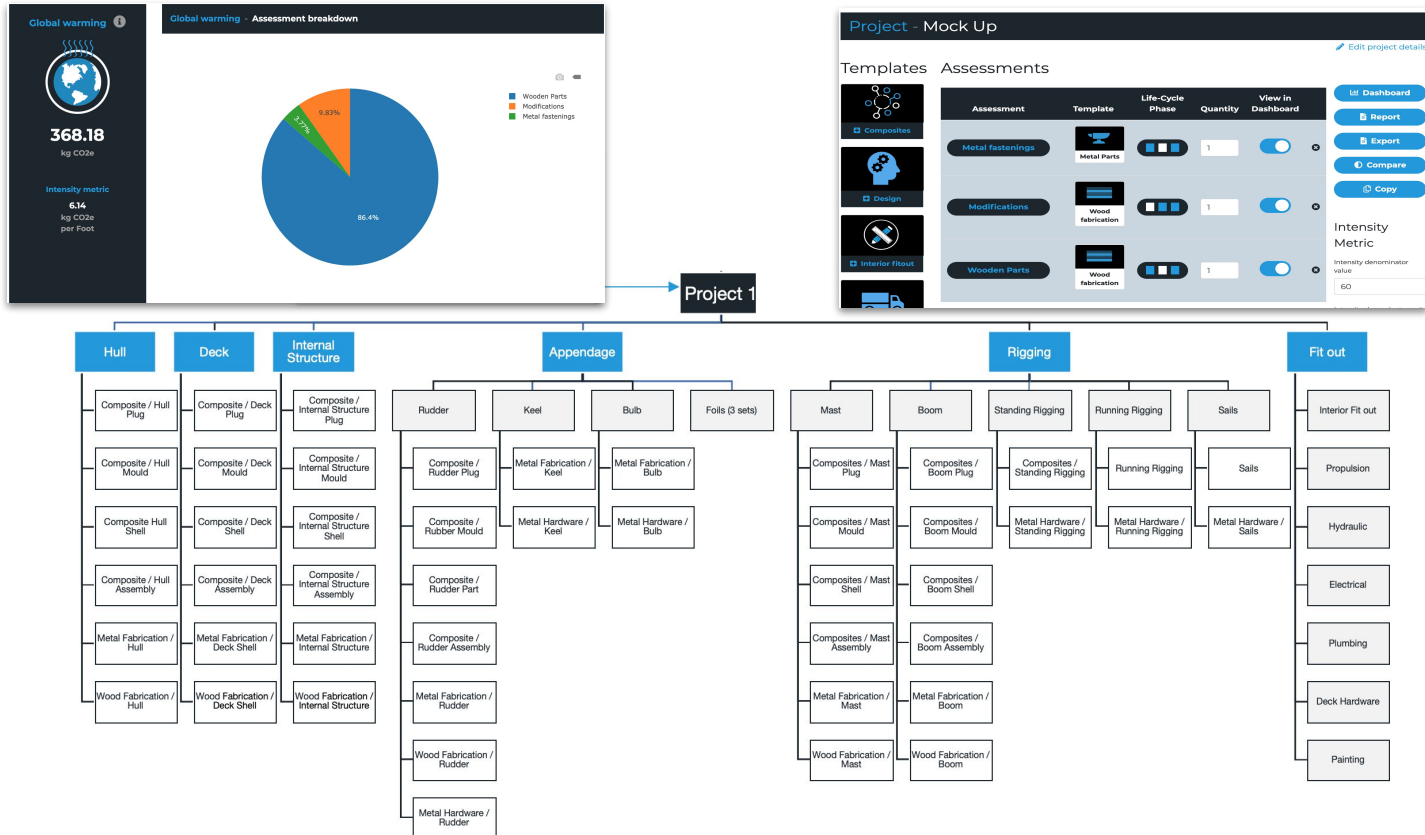 Global warming
368.18
kg CO2e
Intensity metric
6.14
kg CO2e
per Foot
Global warming - Assessment breakdown
Wooden Parts
Modifications
Metal fastenings
9.83%
3.77%
86.4%
Project - Mock Up
Edit project details
Templates
Assessments
Composites
Design
Interior fitout
Assessment
Template
Life-Cycle
Phase
Quantity
View in
Dashboard
Metal fastenings
Metal Parts
1
Modifications
Wood
fabrication
1
Wooden Parts
Wood
fabrication
1
Dashboard
Report
Export
Compare
Copy
Intensity
Metric
Intensity denominator
value
60
Project 1
Hull
Deck
Internal
Structure
Appendage
Rigging
Fit out
Composite / Hull
Plug
Composite / Hull
Mould
Composite Hull
Shell
Composite / Hull
Assembly
Metal Fabrication /
Hull
Wood Fabrication /
Hull
Composite / Deck
Plug
Composite / Deck
Mould
Composite / Deck
Shell
Composite / Deck
Assembly
Metal Fabrication /
Deck Shell
Wood Fabrication /
Deck Shell
Composite /
Internal Structure
Plug
Composite /
Internal Structure
Mould
Composite /
Internal Structure
Shell
Composite /
Internal Structure
Assembly
Metal Fabrication /
Internal Structure
Wood Fabrication /
Internal Structure
Rudder
Composite /
Rudder Plug
Composite /
Rubber Mould
Composite /
Rudder Part
Composite /
Rudder Assembly
Metal Fabrication /
Rudder
Wood Fabrication /
Rudder
Metal Hardware /
Rudder
Keel
Metal Fabrication /
Keel
Metal Hardware /
Keel
Bulb
Metal Fabrication /
Bulb
Metal Hardware /
Bulb
Foils (3 sets)
Mast
Composites / Mast
Plug
Composites / Mast
Mould
Composites / Mast
Shell
Composites / Mast
Assembly
Metal Fabrication /
Mast
Wood Fabrication /
Mast
Boom
Composites /
Boom Plug
Composites /
Boom Mould
Composites /
Boom Shell
Composites /
Boom Assembly
Metal Fabrication /
Boom
Wood Fabrication /
Boom
Standing Rigging
Composites /
Standing Rigging
Metal Hardware /
Standing Rigging
Running Rigging
Running Rigging
Metal Hardware /
Running Rigging
Sails
Sails
Metal Hardware /
Sails
Interior Fit out
Propulsion
Hydraulic
Electrical
Plumbing
Deck Hardware
Painting